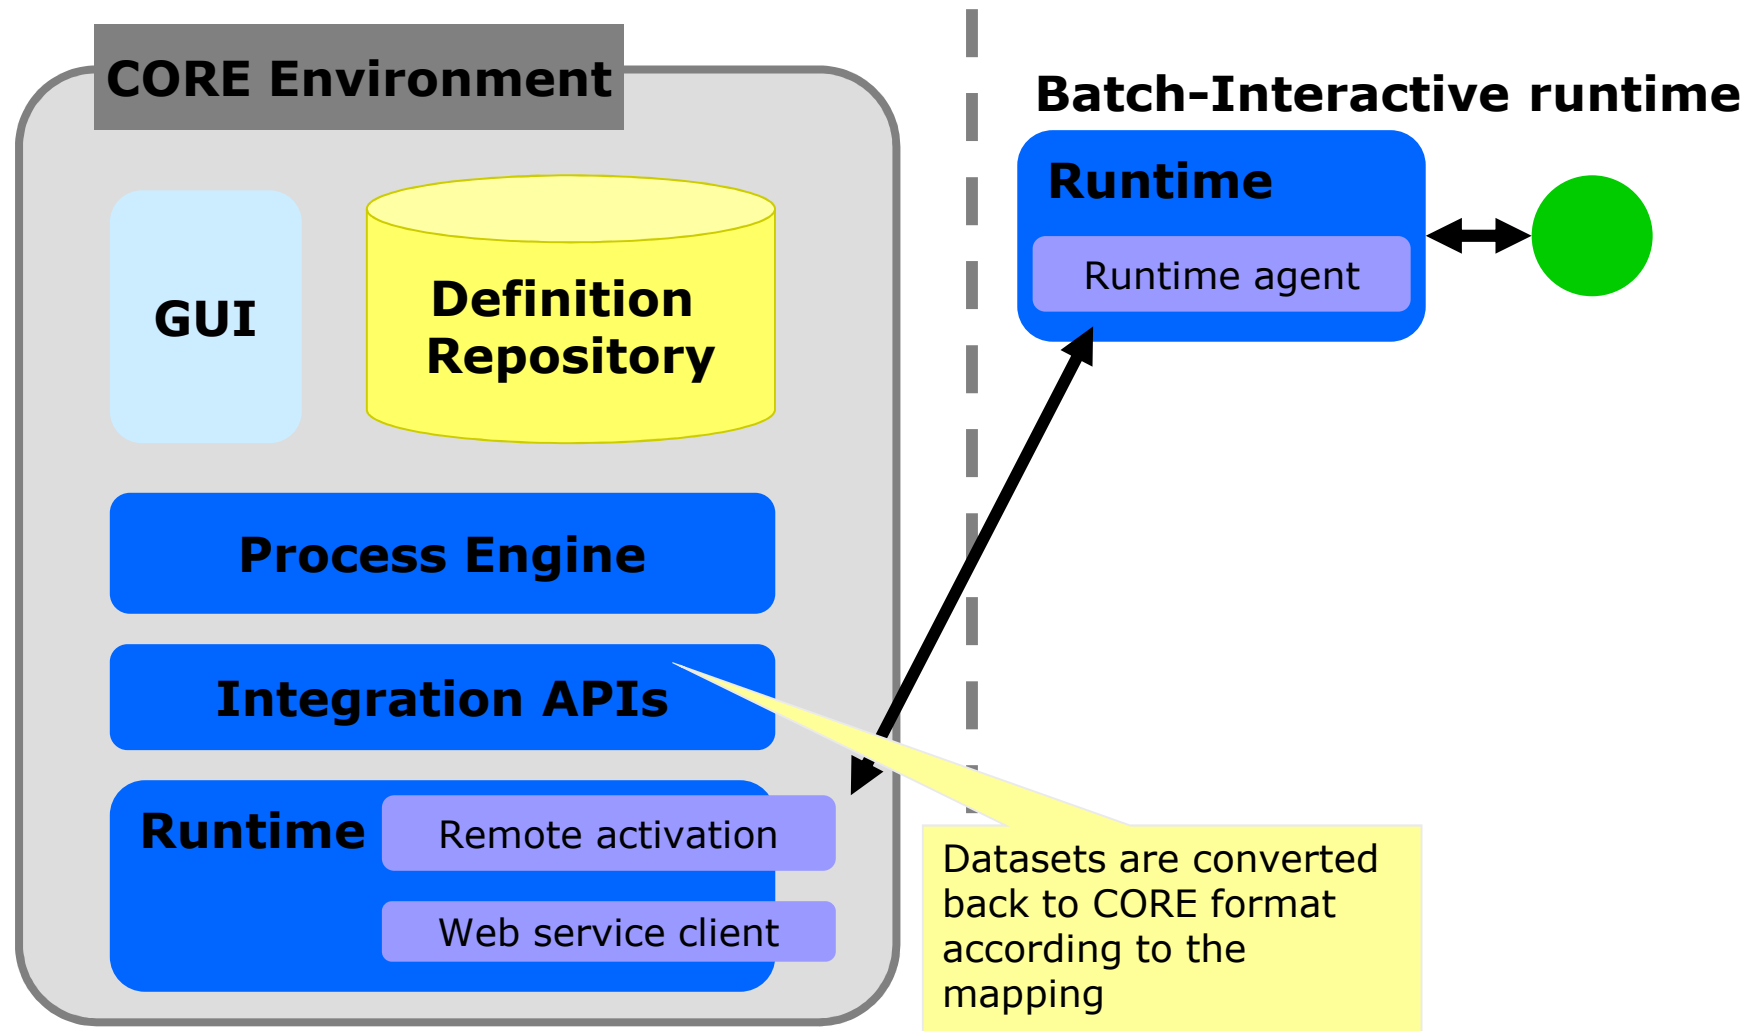 CORE Environment
GUI
Definition
Repository
Process Engine
Integration APIs
Runtime
Remote activation
Web service client
Batch-Interactive runtime
Runtime
Runtime agent
Datasets are converted
back to CORE format
according to the
mapping